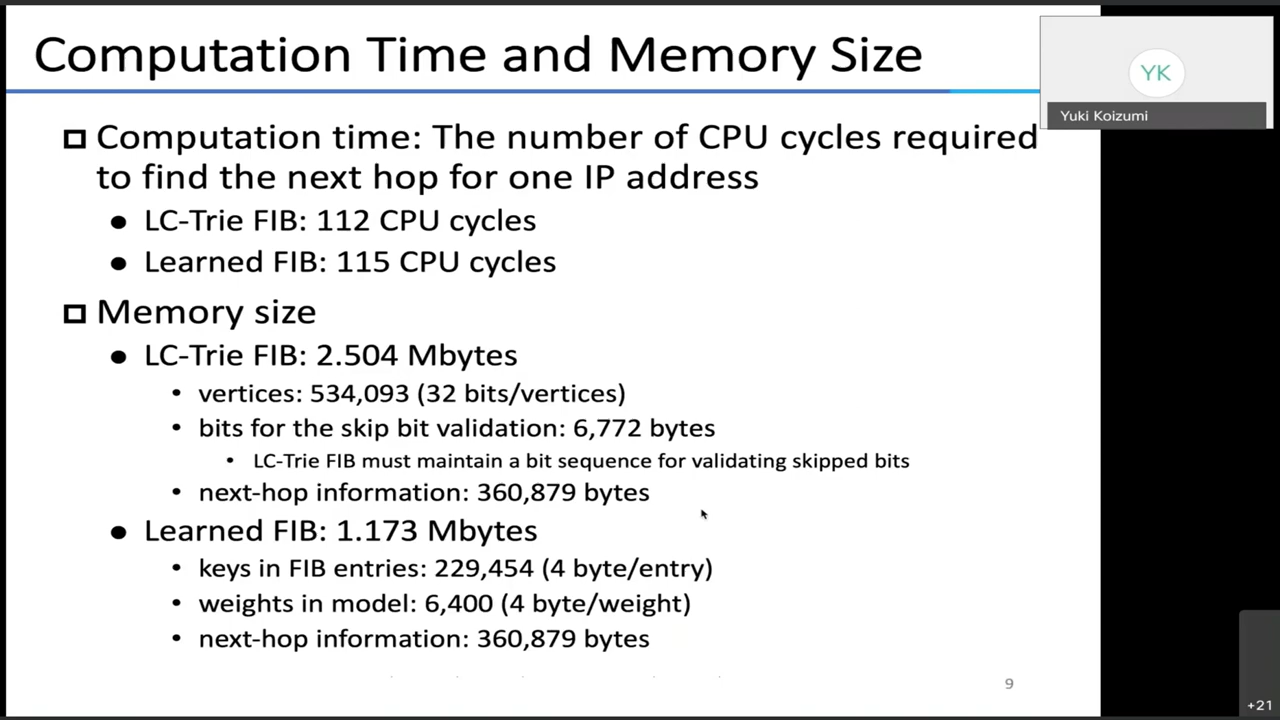 Computation Time and Memory Size
YK
Yuki Koizumi
Computation time: The number of CPU cycles required
to find the next hop for one IP address
LC-Trie FIB: 112 CPU cycles
Learned FIB: 115 CPU cycles
Memory size
LC-Trie FIB: 2.504 Mbytes
vertices: 534,093 (32 bits/vertices)
bits for the skip bit validation: 6,772 bytes
LC-Trie FIB must maintain a bit sequence for validating skipped bits
next-hop information: 360,879 bytes
Learned FIB: 1.173 Mbytes
keys in FIB entries: 229,454 (4 byte/entry)
weights in model: 6,400 (4 byte/weight)
next-hop information: 360,879 bytes
9
+21